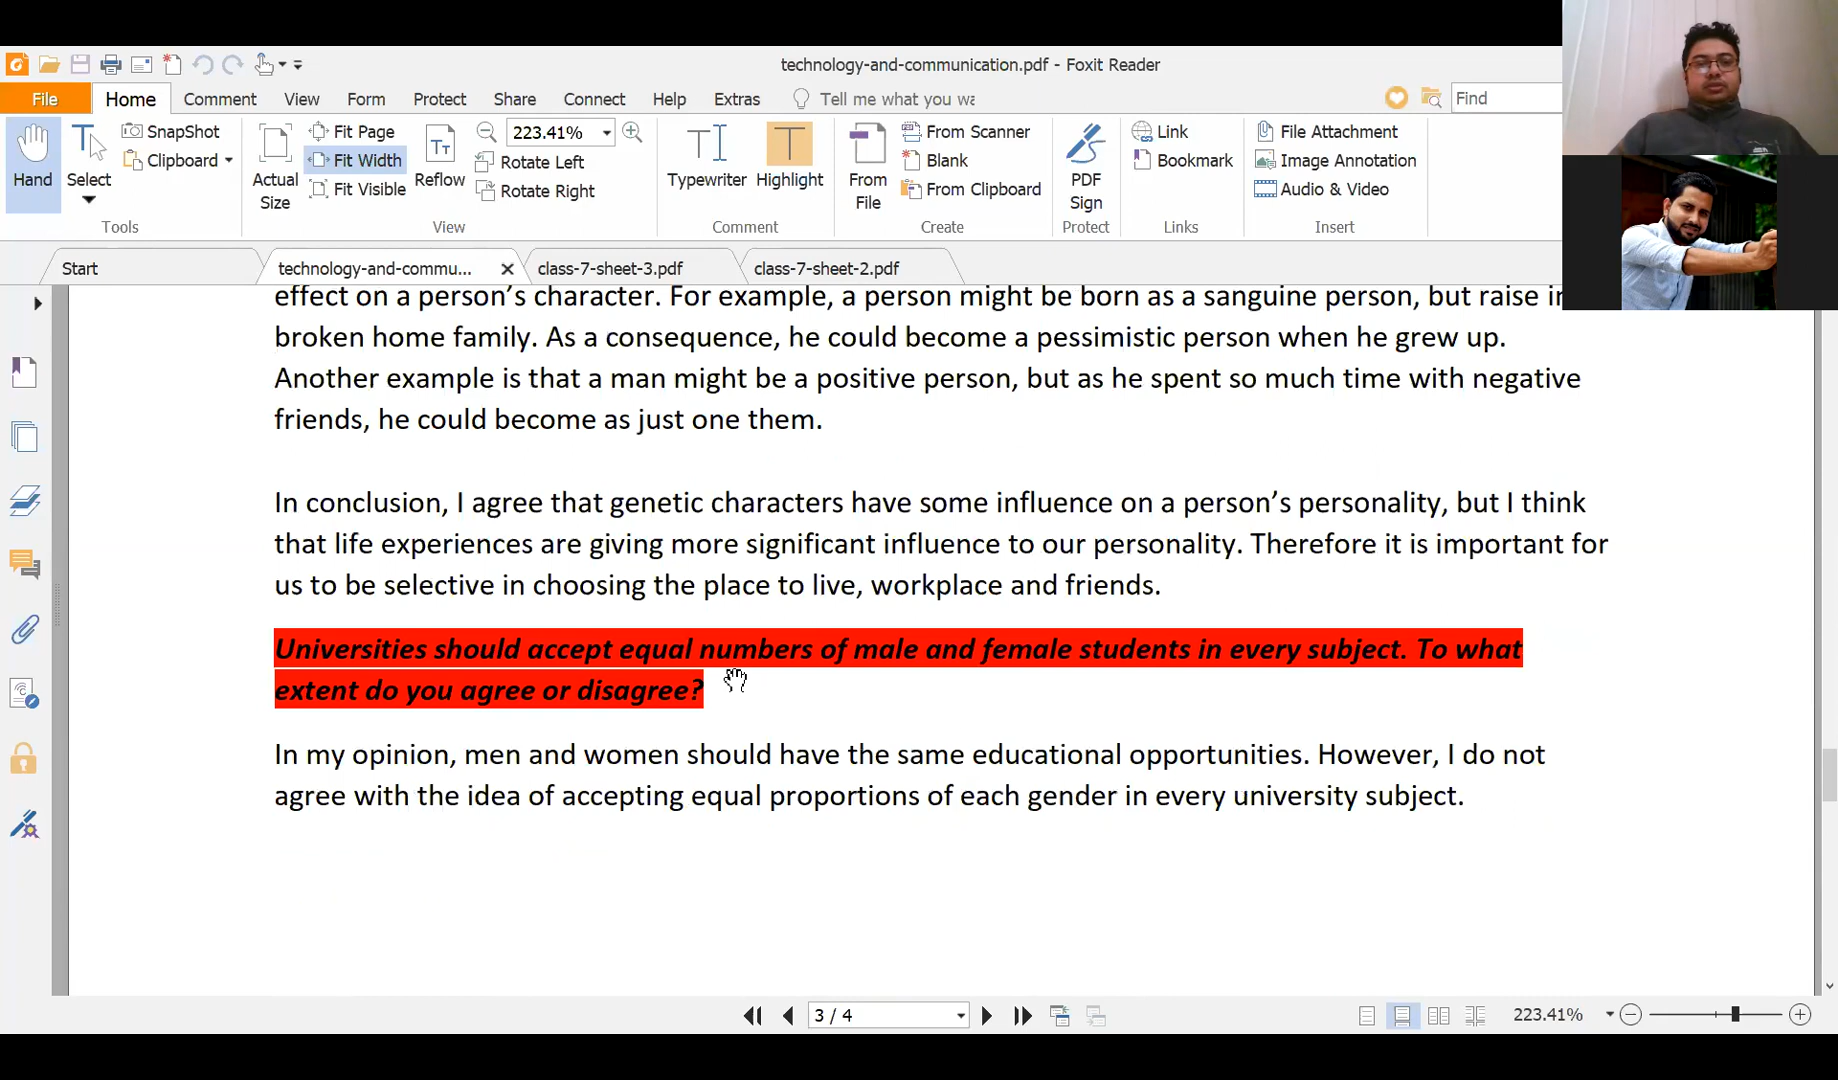 technology-and-communication.pdf - Foxit Reader
File Home Comment View Form Protect Share Connect Help Extras Tell me what you wa Find
Hand
Select
SnapShot
Clipboard
Tools
Actual
Size
Fit Page
Fit Width
Fit Visible
Reflow
223.41%
Rotate Left
Rotate Right
View
Typewriter
Highlight
Comment
From
File
From Scanner
Blank
From Clipboard
Create
PDF
Sign
Protect
Link
Bookmark
Links
File Attachment
Image Annotation
Audio & Video
Insert
Start technology-and-commu... class-7-sheet-3.pdf class-7-sheet-2.pdf
effect on a person's character. For example, a person might be born as a sanguine person, but raise in
broken home family. As a consequence, he could become a pessimistic person when he grew up.
Another example is that a man might be a positive person, but as he spent so much time with negative
friends, he could become as just one them.
In conclusion, I agree that genetic characters have some influence on a person's personality, but I think
that life experiences are giving more significant influence to our personality. Therefore it is important for
us to be selective in choosing the place to live, workplace and friends.
Universities should accept equal numbers of male and female students in every subject. To what
extent do you agree or disagree?
In my opinion, men and women should have the same educational opportunities. However, I do not
agree with the idea of accepting equal proportions of each gender in every university subject.
3 / 4
223.41%